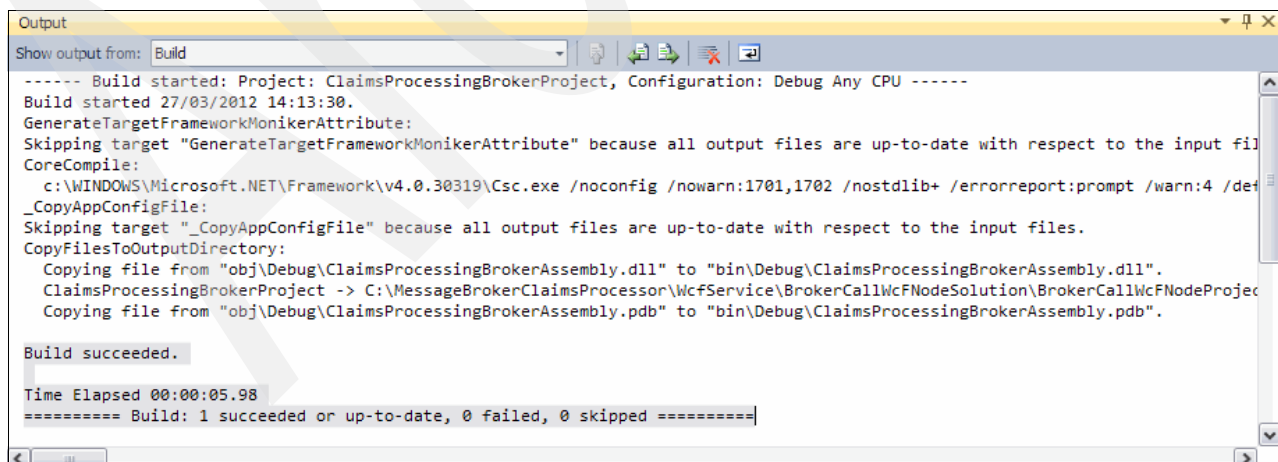 Output
Show output from: Build
------ Build started: Project: ClaimsProcessingBrokerProject, Configuration: Debug Any CPU ------
Build started 27/03/2012 14:13:30.
GenerateTargetFrameworkMonikerAttribute:
Skipping target "GenerateTargetFrameworkMonikerAttribute" because all output files are up-to-date with respect to the input fil
CoreCompile:
  c:\WINDOWS\Microsoft.NET\Framework\v4.0.30319\Csc.exe /noconfig /nowarn:1701,1702 /nostdlib+ /errorreport:prompt /warn:4 /def
_CopyAppConfigFile:
Skipping target "_CopyAppConfigFile" because all output files are up-to-date with respect to the input files.
CopyFilesToOutputDirectory:
  Copying file from "obj\Debug\ClaimsProcessingBrokerAssembly.dll" to "bin\Debug\ClaimsProcessingBrokerAssembly.dll".
  ClaimsProcessingBrokerProject -> C:\MessageBrokerClaimsProcessor\WcfService\BrokerCallWcFNodeSolution\BrokerCallWcFNodeProjec
  Copying file from "obj\Debug\ClaimsProcessingBrokerAssembly.pdb" to "bin\Debug\ClaimsProcessingBrokerAssembly.pdb".
Build succeeded.
Time Elapsed 00:00:05.98
========== Build: 1 succeeded or up-to-date, 0 failed, 0 skipped ==========